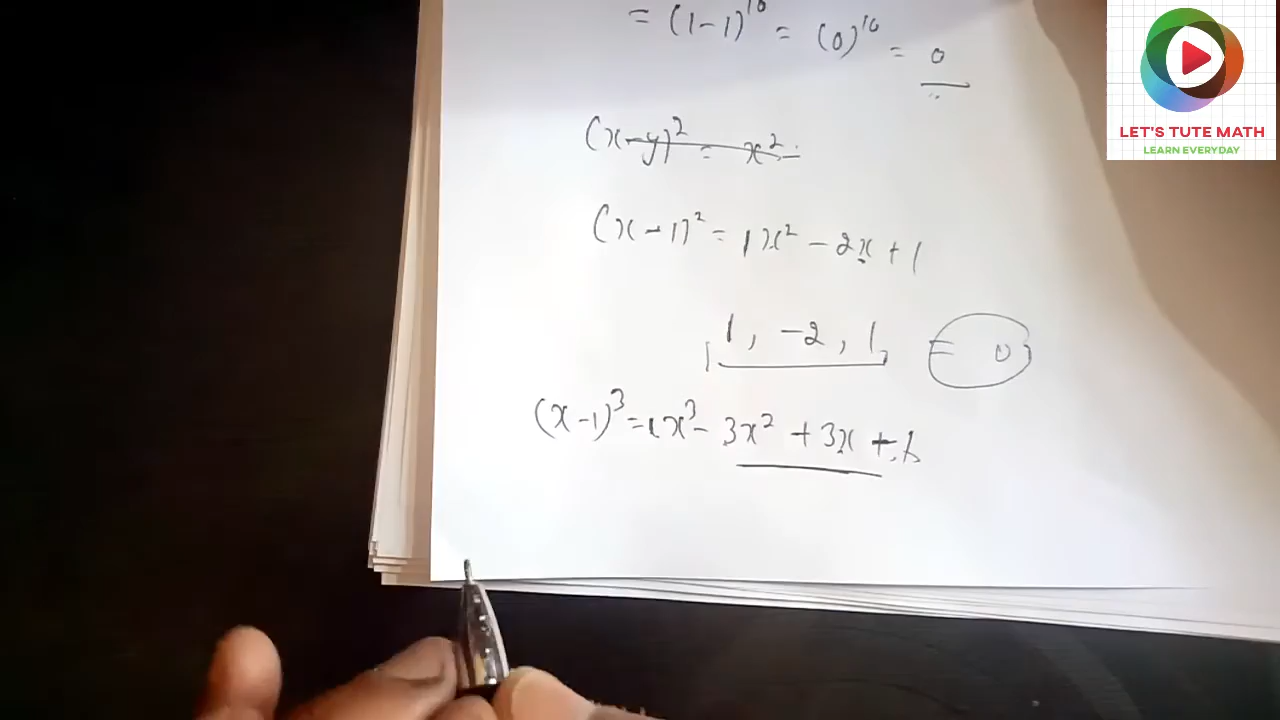 = (1-1)^10 = (0)^10 = 0
(x-y)^2 = x^2 -
(x-1)^2 = 1x^2 - 2x + 1
1, -2, 1, = 0
(x-1)^3 = 1x^3 - 3x^2 + 3x
LET'S TUTE MATH
LEARN EVERYDAY